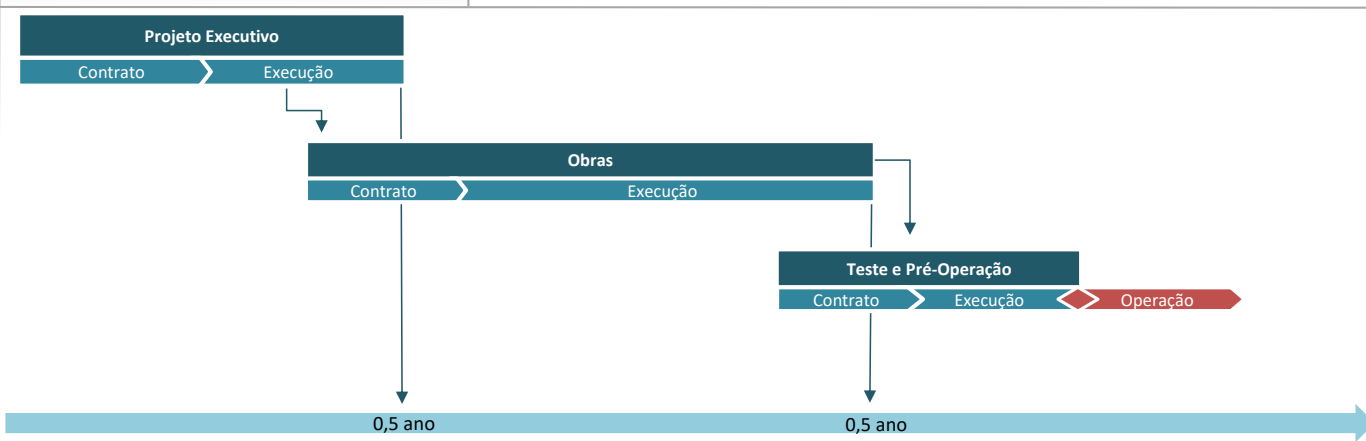 Projeto Executivo
Contrato
Execução
Obras
Contrato
Execução
Teste e Pré-Operação
Contrato
Execução
Operação
0,5 ano
0,5 ano